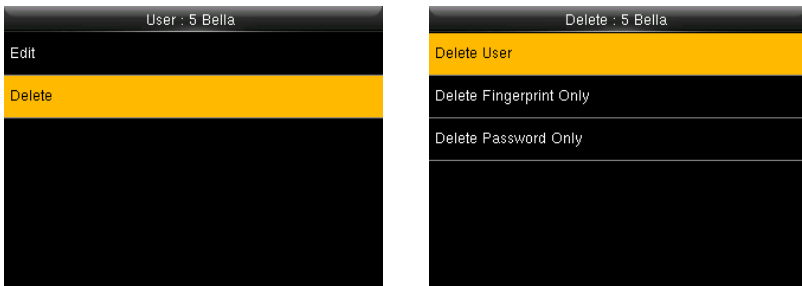 User : 5 Bella
Edit
Delete
Delete : 5 Bella
Delete User
Delete Fingerprint Only
Delete Password Only